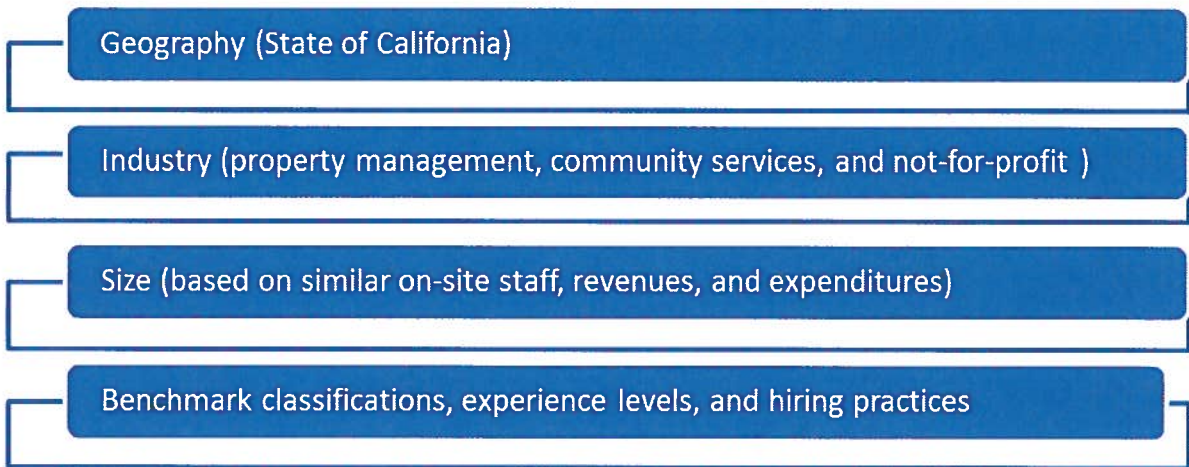 Geography (State of California)
Industry (property management, community services, and not-for-profit )
Size (based on similar on-site staff, revenues, and expenditures)
Benchmark classifications, experience levels, and hiring practices